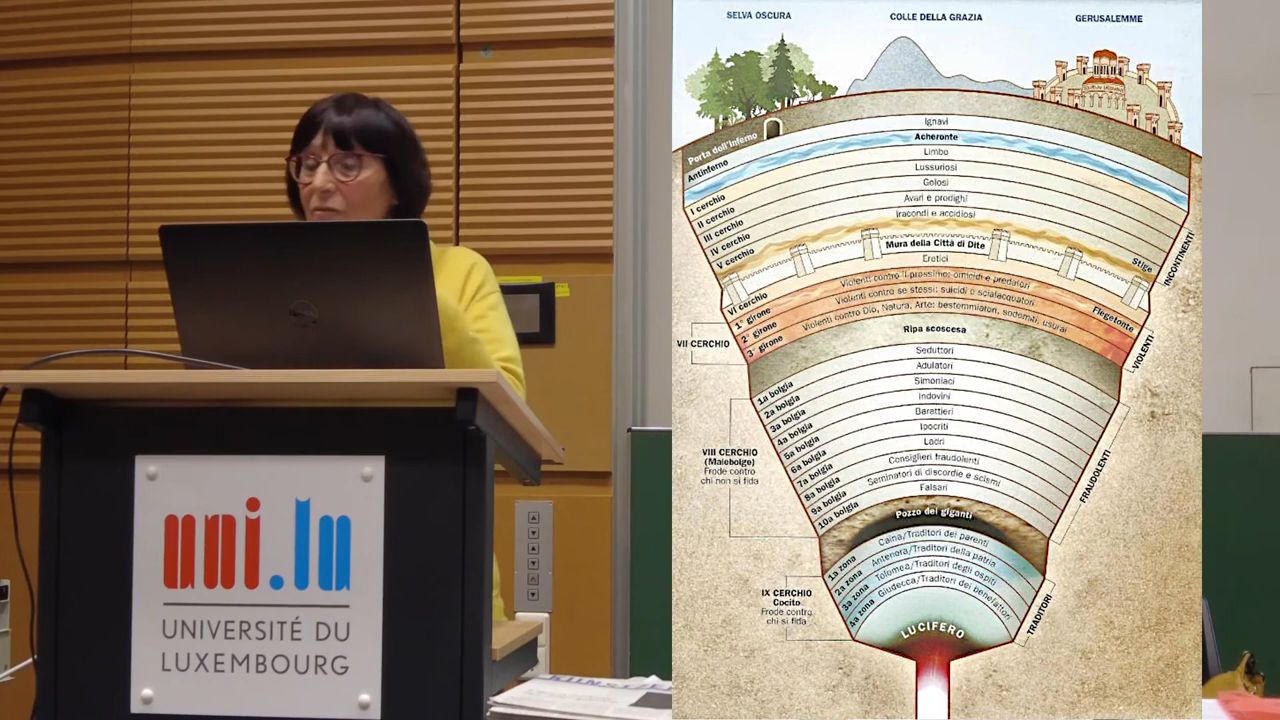 uni.lu
UNIVERSITÉ DU
LUXEMBOURG
SELVA OSCURA
COLLE DELLA GRAZIA
GERUSALEMME
Porta dell'Inferno
Antinferno
Ignavi
Acheronte
I cerchio
Limbo
II cerchio
Lussuriosi
III cerchio
Golosi
IV cerchio
Avari e prodighi
V cerchio
Iracondi e accidiosi
Stige
INCONTINENTI
Mura della Città di Dite
VI cerchio
Eretici
VII CERCHIO
1° girone
Violenti contro il prossimo: omicidi e predatori
Flegetonte
2° girone
Violenti contro se stessi: suicidi e scialacquatori
3° girone
Violenti contro Dio, Natura, Arte: bestemmiatori, sodomiti, usurai
VIOLENTI
Ripa scoscesa
VIII CERCHIO
(Malebolge)
Frode contro
chi non si fida
1a bolgia
Seduttori
2a bolgia
Adulatori
3a bolgia
Simoniaci
4a bolgia
Indovini
5a bolgia
Barattieri
6a bolgia
Ipocriti
7a bolgia
Ladri
8a bolgia
Consiglieri fraudolenti
9a bolgia
Seminatori di discordie e scismi
10a bolgia
Falsari
FRAUDOLENTI
Pozzo dei giganti
IX CERCHIO
Cocito
Frode contro
chi si fida
1a zona
Caina/Traditori dei parenti
2a zona
Antenora/Traditori della patria
3a zona
Tolomea/Traditori degli ospiti
4a zona
Giudecca/Traditori dei benefattori
TRADITORI
LUCIFERO